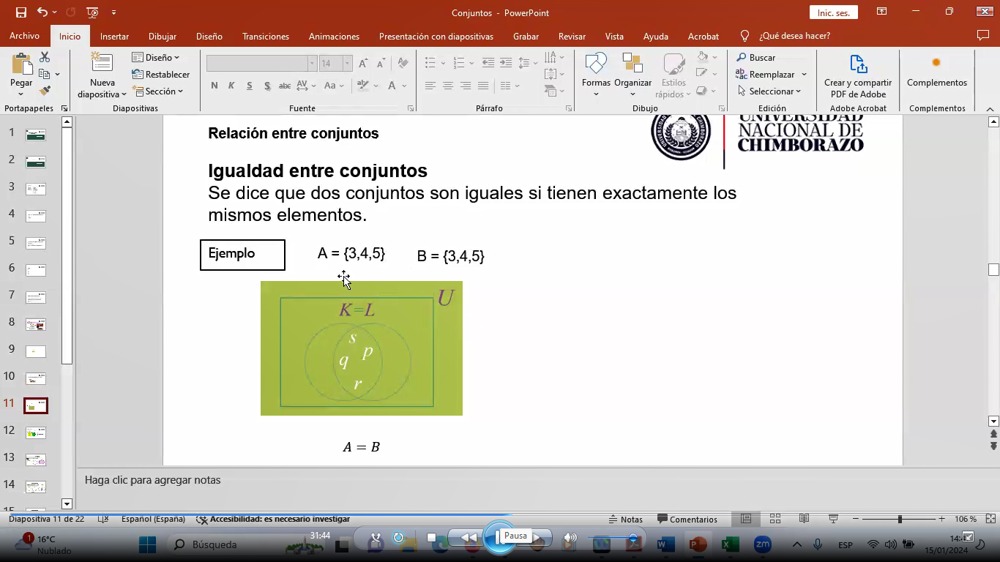 Conjuntos - PowerPoint
Inic. ses.
Archivo Inicio Insertar Dibujar Diseño Transiciones Animaciones Presentación con diapositivas Grabar Revisar Vista Ayuda Acrobat ¿Qué desea hacer?
Pegar
Nueva diapositiva
Diseño
Restablecer
Sección
14
N K S S abc AV Aa A
Formas
Organizar
Estilos rápidos
Buscar
Reemplazar
Seleccionar
Crear y compartir PDF de Adobe
Complementos
Portapapeles Diapositivas Fuente Párrafo Dibujo Edición Adobe Acrobat Complementos
1
2
3
4
5
6
7
8
9
10
11
12
13
14
Relación entre conjuntos
UNIVERSIDAD
NACIONAL DE
CHIMBORAZO
Igualdad entre conjuntos
Se dice que dos conjuntos son iguales si tienen exactamente los
mismos elementos.
Ejemplo A = {3,4,5} B = {3,4,5}
U
K=L
s
p
q
r
A = B
Haga clic para agregar notas
Diapositiva 11 de 22 Español (España) Accesibilidad: es necesario investigar Notas Comentarios 106 %
16°C
Nublado
Búsqueda
31:44
Pausa
ESP
15/01/2024